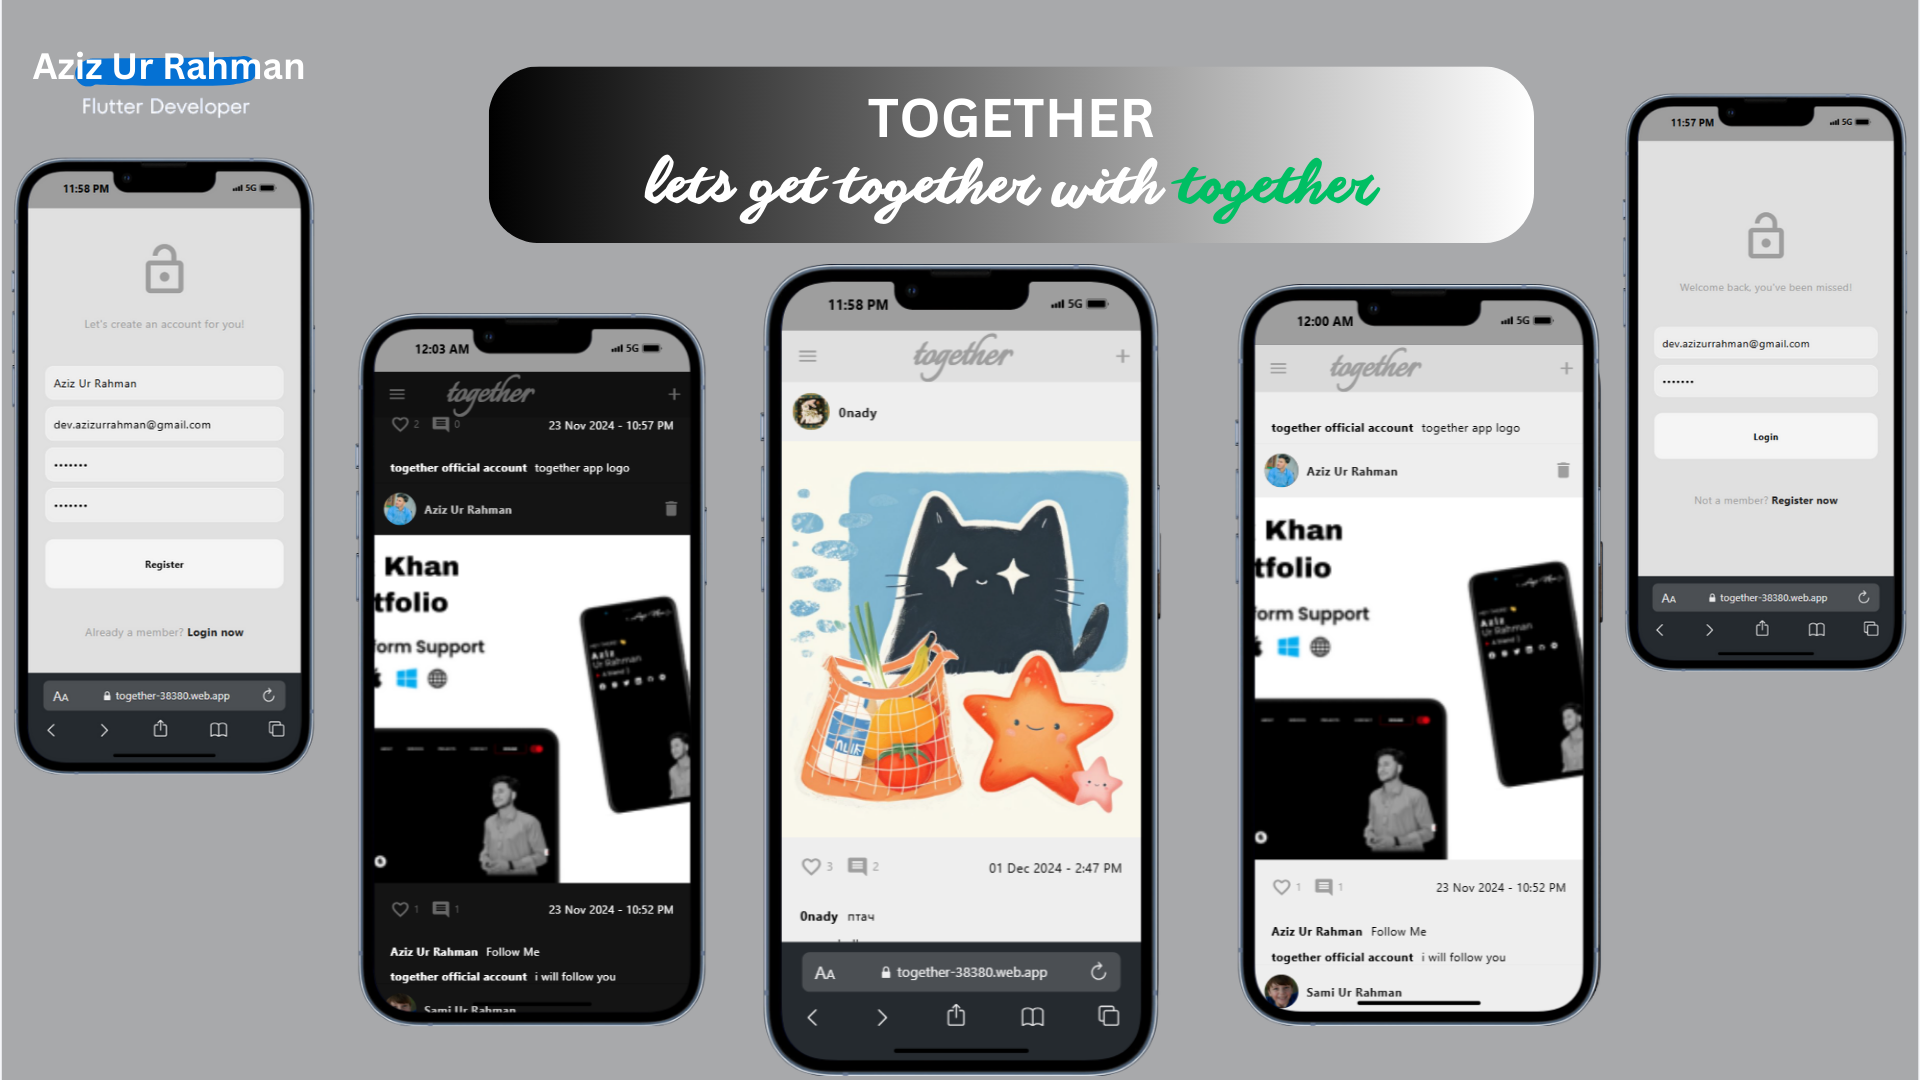 Aziz Ur Rahman
Flutter Developer
TOGETHER
lets get together with together
11:58 PM
5G
Let's create an account for you!
Aziz Ur Rahman
dev.azizurrahman@gmail.com
•••••••
•••••••
Register
Already a member? Login now
AA together-38380.web.app
12:03 AM
5G
together
2 0 23 Nov 2024 - 10:57 PM
together official account together app logo
Aziz Ur Rahman
Khan
tfolio
orm Support
Aziz
Ur Rahman
1 1 23 Nov 2024 - 10:52 PM
Aziz Ur Rahman Follow Me
together official account i will follow you
Sami Ur Rahman
11:58 PM
5G
together
0nady
3 2 01 Dec 2024 - 2:47 PM
0nady птач
AA together-38380.web.app
12:00 AM
5G
together
together official account together app logo
Aziz Ur Rahman
Khan
tfolio
orm Support
Aziz
Ur Rahman
1 1 23 Nov 2024 - 10:52 PM
Aziz Ur Rahman Follow Me
together official account i will follow you
Sami Ur Rahman
11:57 PM
5G
Welcome back, you've been missed!
dev.azizurrahman@gmail.com
•••••••
Login
Not a member? Register now
AA together-38380.web.app